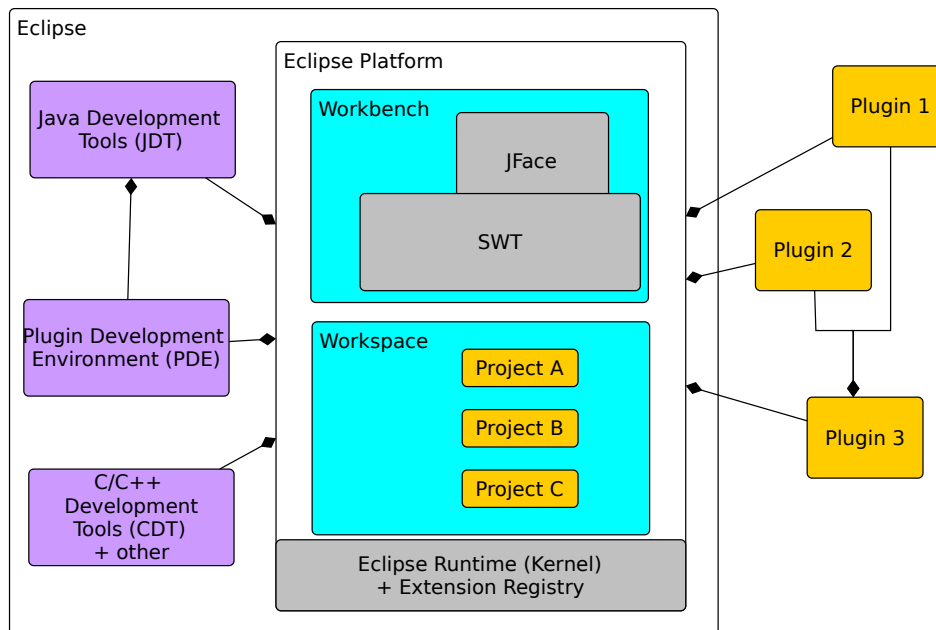 Eclipse
Eclipse Platform
Java Development
Tools (JDT)
Plugin Development
Environment (PDE)
C/C++
Development
Tools (CDT)
+ other
Workbench
JFace
SWT
Workspace
Project A
Project B
Project C
Eclipse Runtime (Kernel)
+ Extension Registry
Plugin 1
Plugin 2
Plugin 3